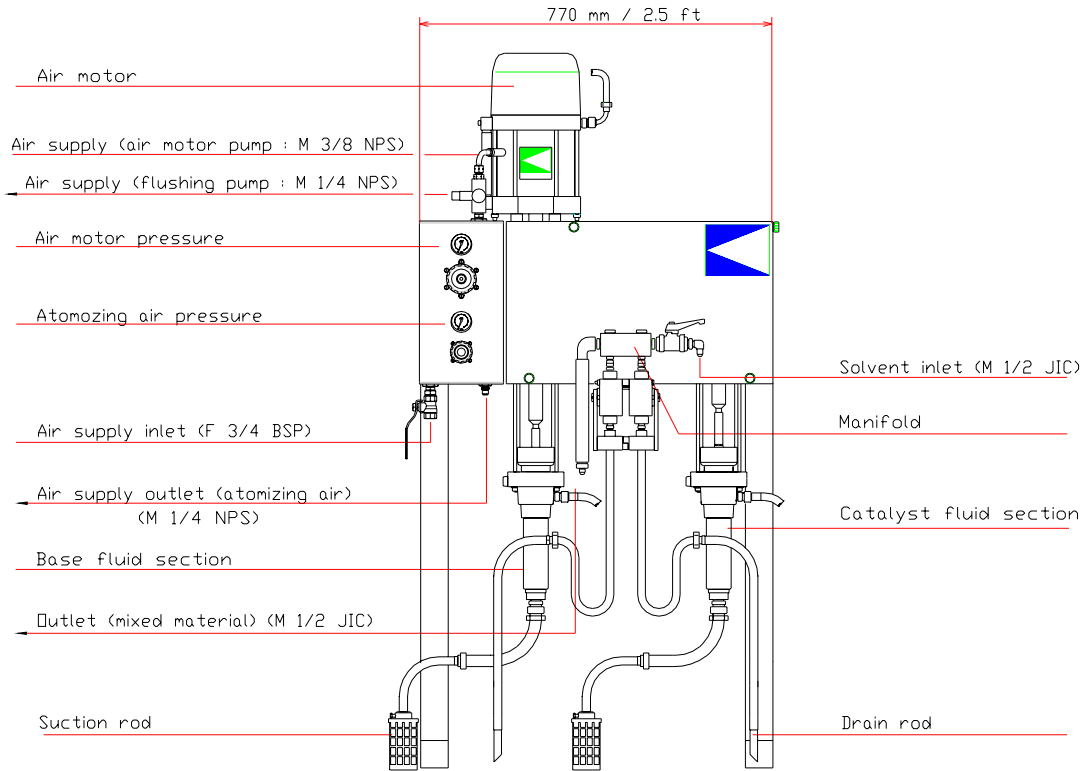 770 mm / 2.5 ft
Air motor
Air supply (air motor pump : M 3/8 NPS)
Air supply (flushing pump : M 1/4 NPS)
Air motor pressure
Atomozing air pressure
Solvent inlet (M 1/2 JIC)
Manifold
Air supply inlet (F 3/4 BSP)
Air supply outlet (atomizing air)
(M 1/4 NPS)
Catalyst fluid section
Base fluid section
Outlet (mixed material) (M 1/2 JIC)
Suction rod
Drain rod